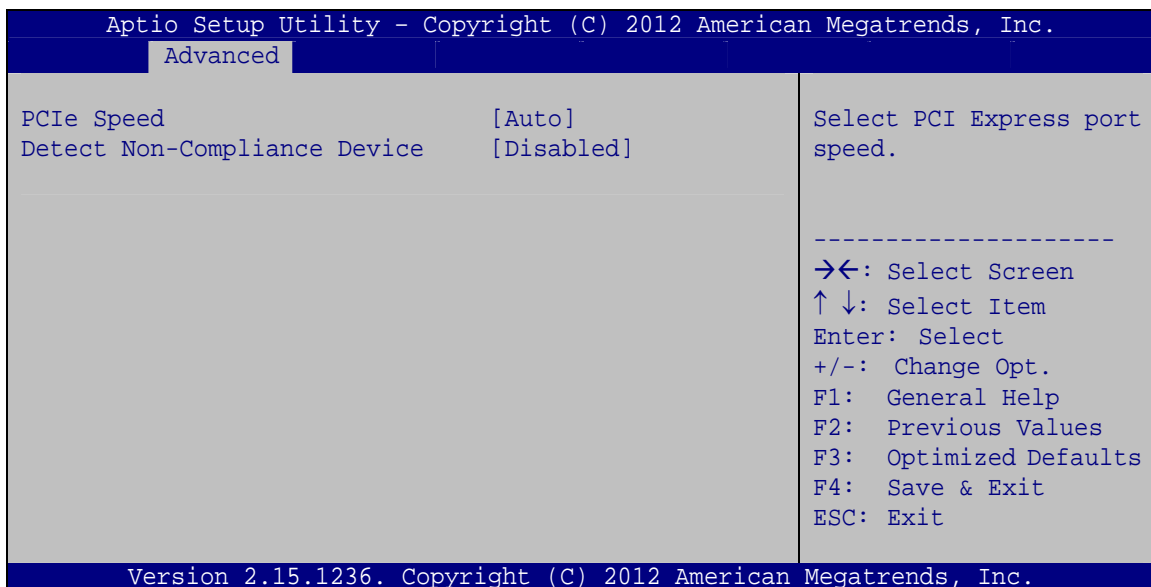 Aptio Setup Utility – Copyright (C) 2012 American Megatrends, Inc.
Advanced
PCIe Speed [Auto]
Detect Non-Compliance Device [Disabled]
Select PCI Express port
speed.
----------------------
→←: Select Screen
↑ ↓: Select Item
Enter: Select
+/-: Change Opt.
F1: General Help
F2: Previous Values
F3: Optimized Defaults
F4: Save & Exit
ESC: Exit
Version 2.15.1236. Copyright (C) 2012 American Megatrends, Inc.